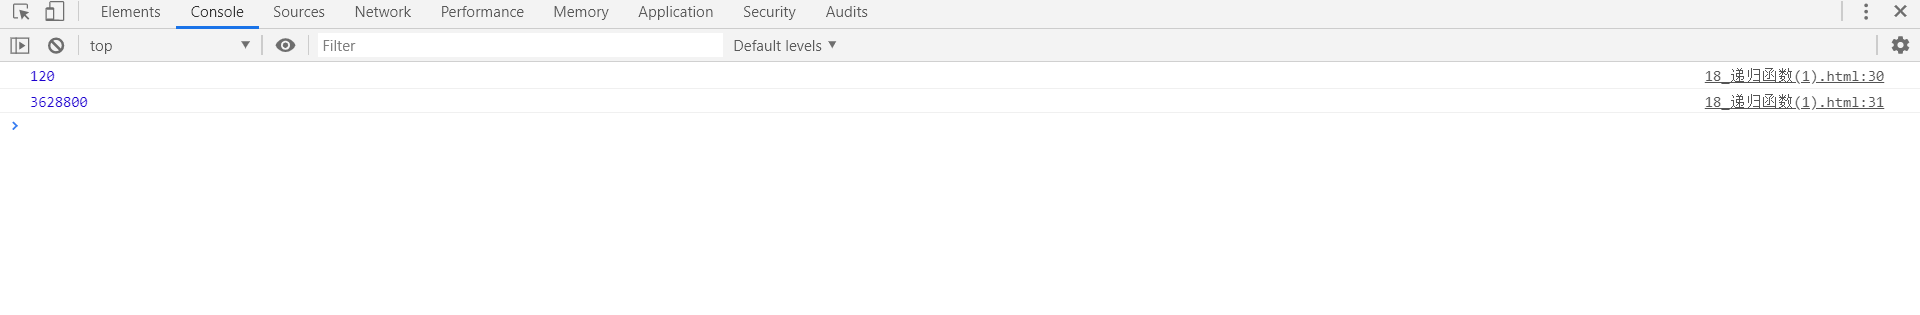 Elements Console Sources Network Performance Memory Application Security Audits
top Filter Default levels
120 18_递归函数(1).html:30
3628800 18_递归函数(1).html:31